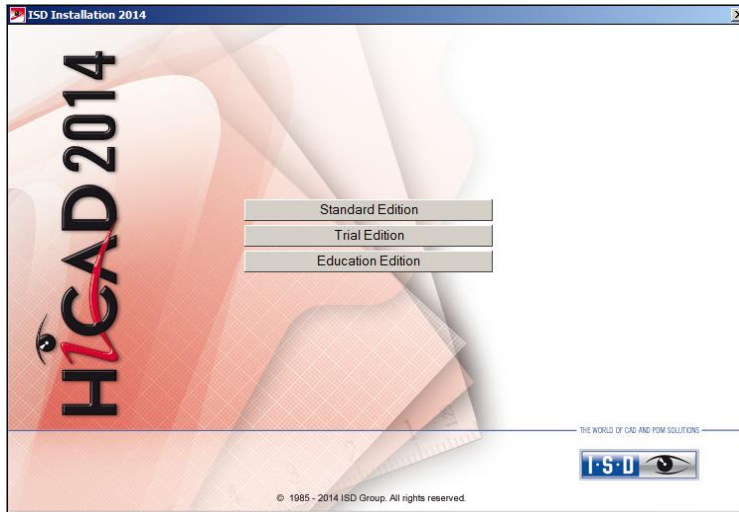 ISD Installation 2014
HiCAD 2014
Standard Edition
Trial Edition
Education Edition
THE WORLD OF CAD AND PDM SOLUTIONS
I·S·D
© 1985 - 2014 ISD Group. All rights reserved.